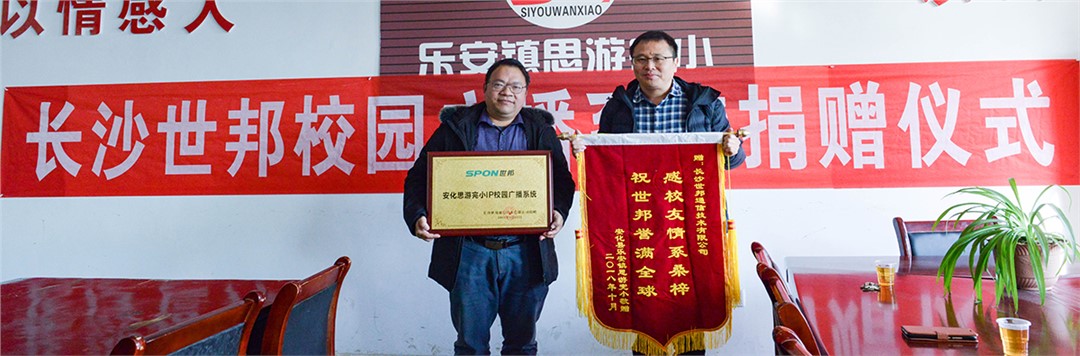 以情感人
SIYOUWANXIAO
乐安镇思游 小
长沙世邦校园 捐赠仪式
SPON世邦
安化思游完小IP校园广播系统
赠：长沙世邦通信技术有限公司
感校友情系桑梓
祝世邦誉满全球
安化县乐安镇思游完小敬赠
二〇一八年十月